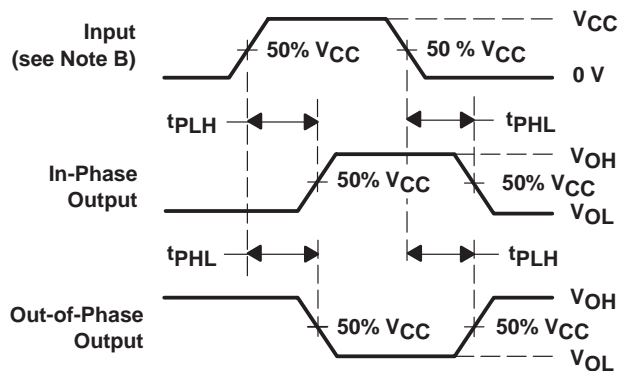 Input
(see Note B)
50% VCC
50 % VCC
VCC
0 V
tPLH
tPHL
In-Phase
Output
50% VCC
50% VCC
VOH
VOL
tPHL
tPLH
Out-of-Phase
Output
50% VCC
50% VCC
VOH
VOL